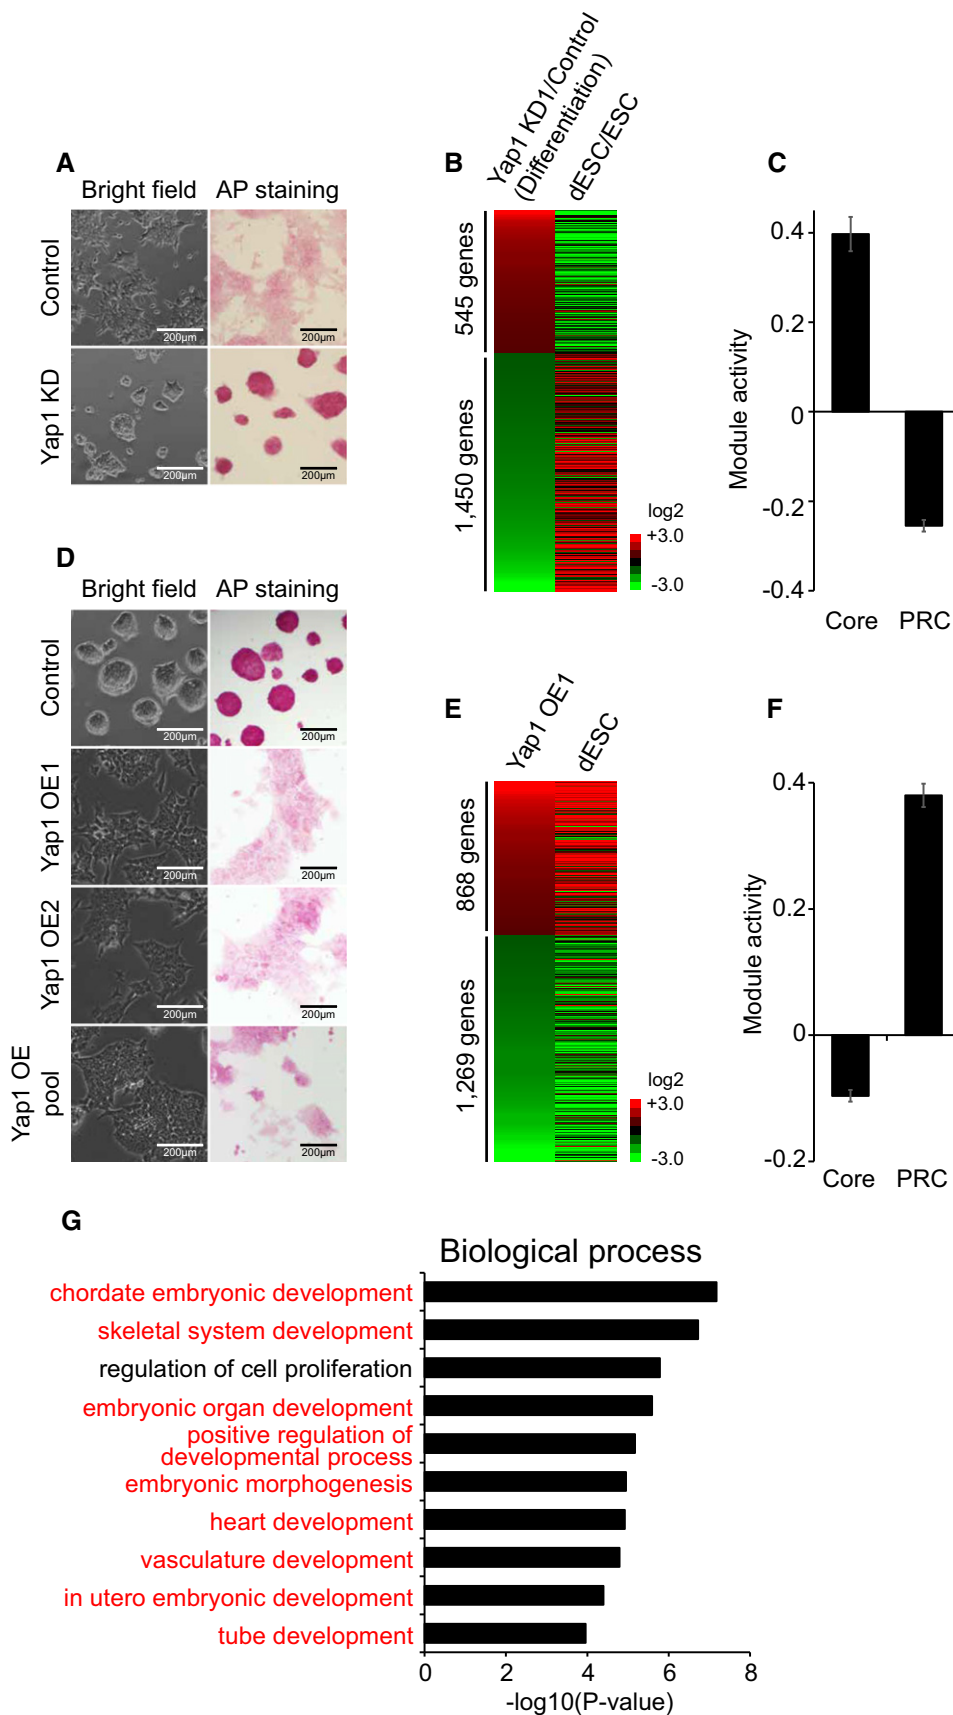 A
Bright field AP staining
Control
200µm 200µm
Yap1 KD
200µm 200µm
B
Yap1 KD1/Control
(Differentiation)
dESC/ESC
545 genes
1,450 genes
log2
+3.0
-3.0
C
Module activity
0.4
0.2
0
-0.2
-0.4
Core PRC
D
Bright field AP staining
Control
200µm 200µm
Yap1 OE1
200µm 200µm
Yap1 OE2
200µm 200µm
Yap1 OE
pool
200µm 200µm
E
Yap1 OE1
dESC
868 genes
1,269 genes
log2
+3.0
-3.0
F
Module activity
0.4
0.2
0
-0.2
Core PRC
G
Biological process
chordate embryonic development
skeletal system development
regulation of cell proliferation
embryonic organ development
positive regulation of
developmental process
embryonic morphogenesis
heart development
vasculature development
in utero embryonic development
tube development
0 2 4 6 8
-log10(P-value)